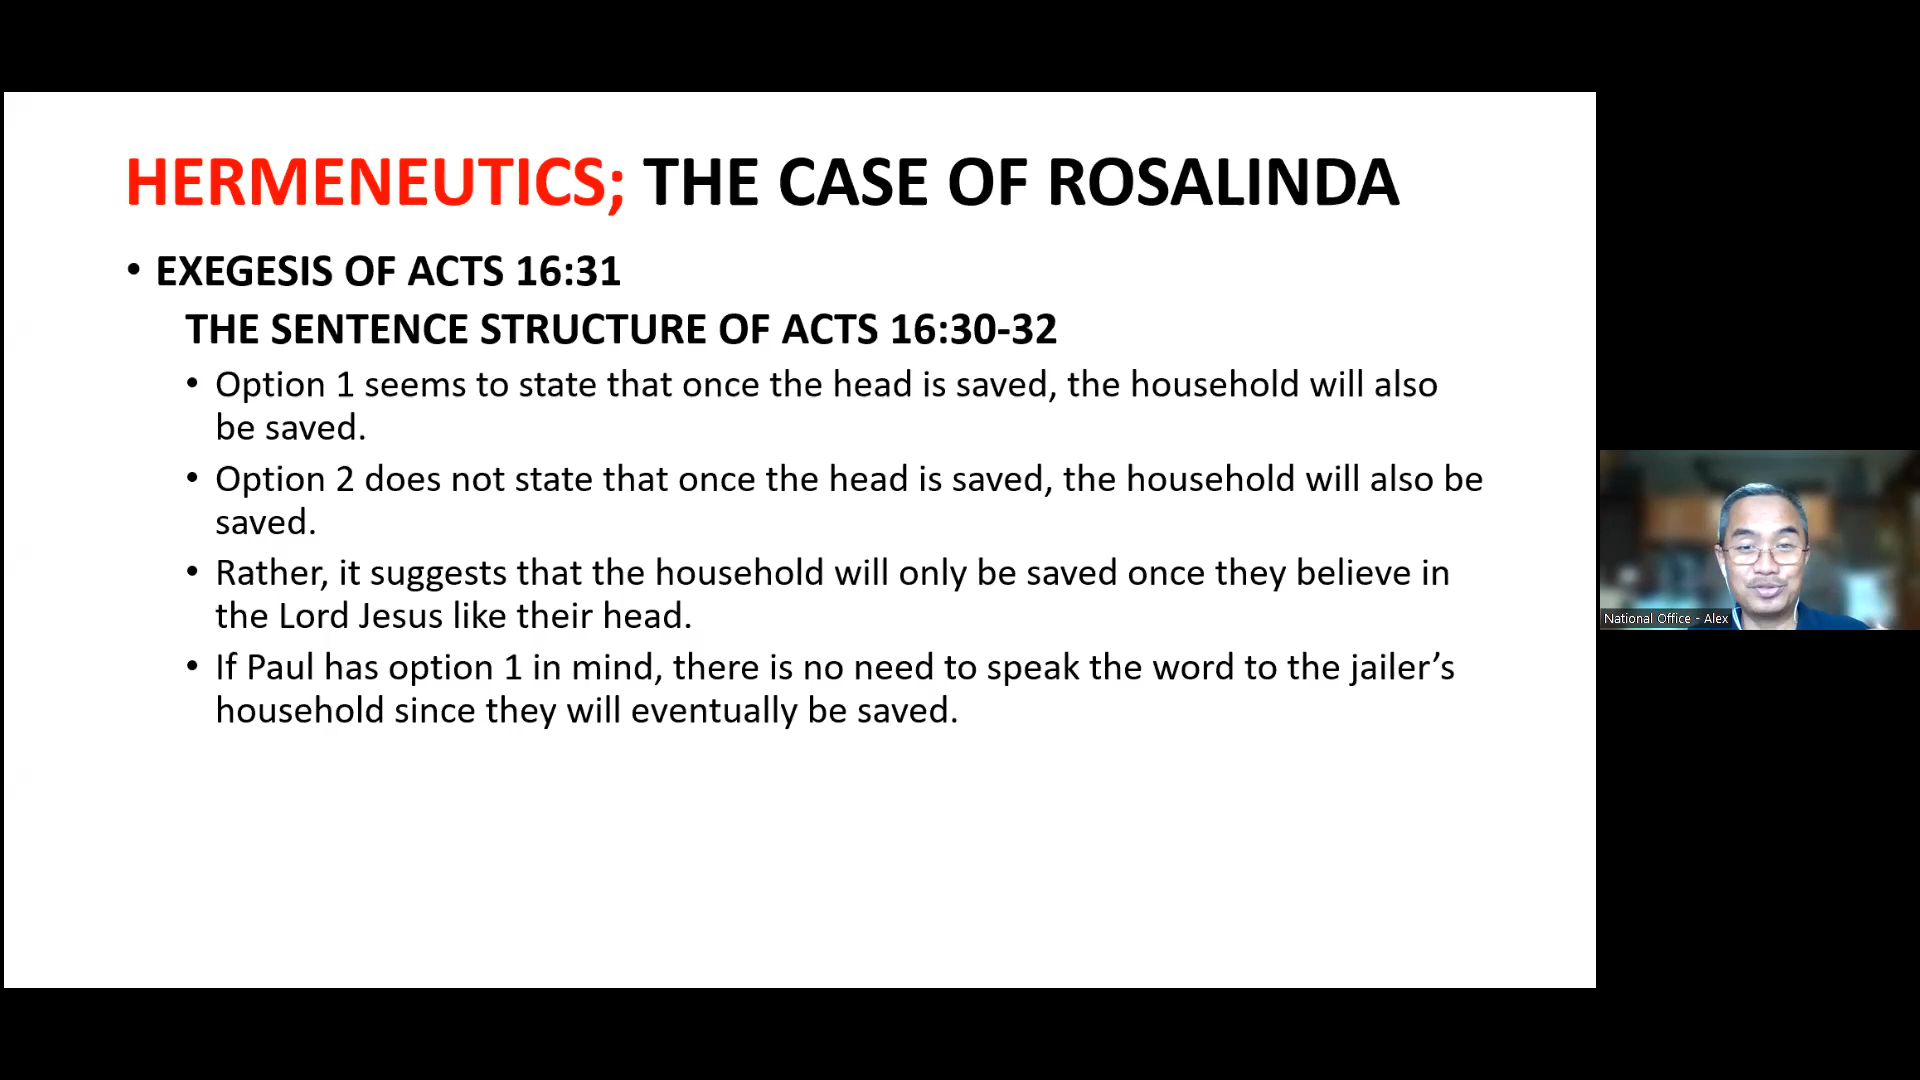 HERMENEUTICS; THE CASE OF ROSALINDA
• EXEGESIS OF ACTS 16:31
THE SENTENCE STRUCTURE OF ACTS 16:30-32
• Option 1 seems to state that once the head is saved, the household will also
be saved.
• Option 2 does not state that once the head is saved, the household will also be
saved.
• Rather, it suggests that the household will only be saved once they believe in
the Lord Jesus like their head.
• If Paul has option 1 in mind, there is no need to speak the word to the jailer’s
household since they will eventually be saved.
National Office - Alex